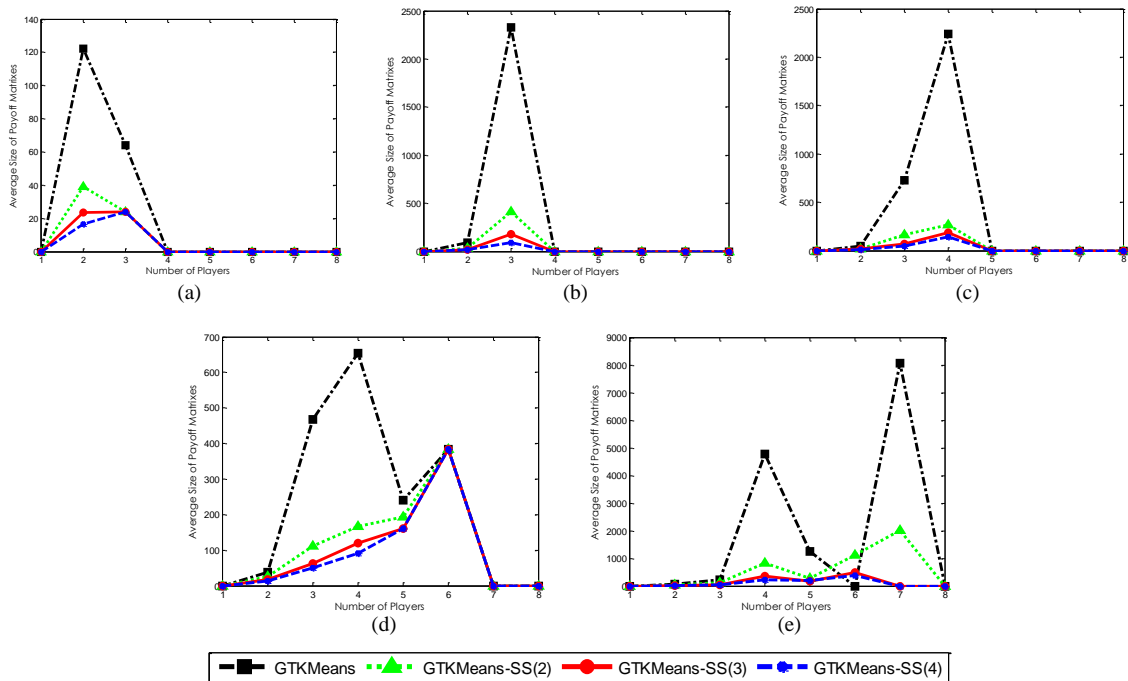 140
120
100
80
60
40
20
0
1 2 3 4 5 6 7 8
Average Size of Payoff Matrixes
Number of Players
(a)
2500
2000
1500
1000
500
0
1 2 3 4 5 6 7 8
Average Size of Payoff Matrixes
Number of Players
(b)
2500
2000
1500
1000
500
0
1 2 3 4 5 6 7 8
Average Size of Payoff Matrixes
Number of Players
(c)
700
600
500
400
300
200
100
0
1 2 3 4 5 6 7 8
Average Size of Payoff Matrixes
Number of Players
(d)
9000
8000
7000
6000
5000
4000
3000
2000
1000
0
1 2 3 4 5 6 7 8
Average Size of Payoff Matrixes
Number of Players
(e)
GTKMeans GTKMeans-SS(2) GTKMeans-SS(3) GTKMeans-SS(4)